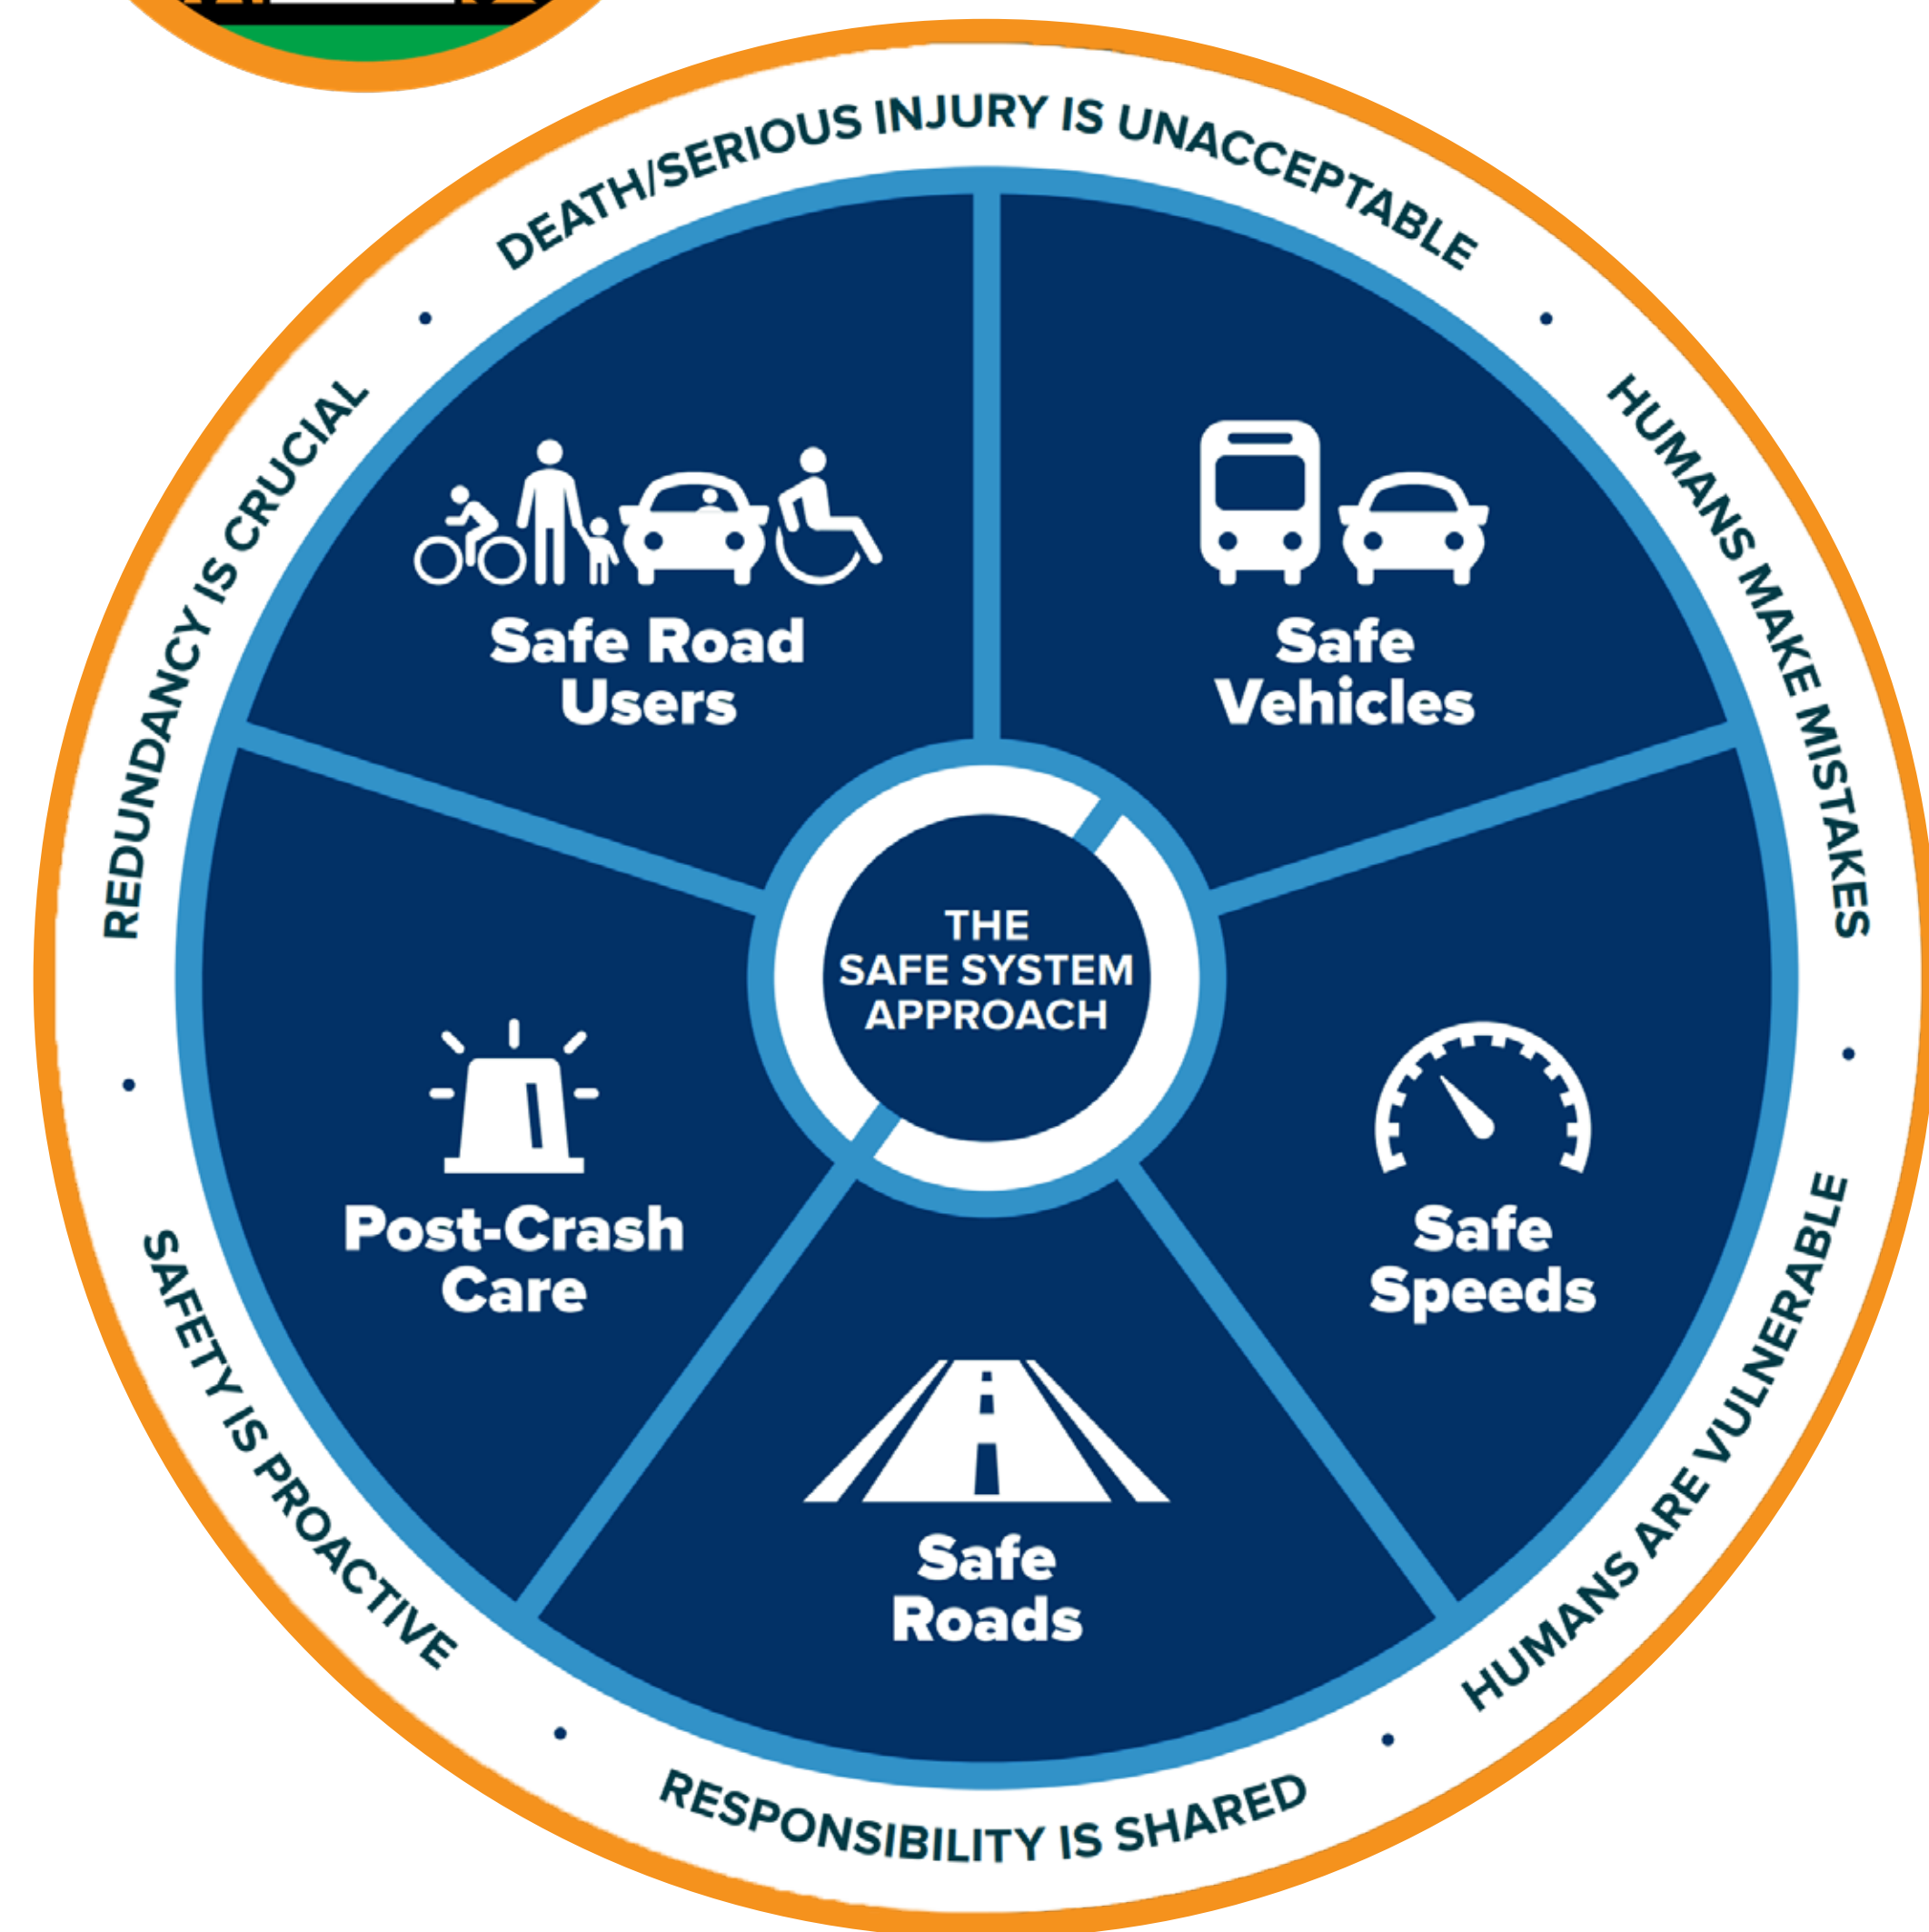 DEATH/SERIOUS INJURY IS UNACCEPTABLE
HUMANS MAKE MISTAKES
HUMANS ARE VULNERABLE
RESPONSIBILITY IS SHARED
SAFETY IS PROACTIVE
REDUNDANCY IS CRUCIAL
Safe Road
Users
Safe
Vehicles
THE
SAFE SYSTEM
APPROACH
Safe
Speeds
Safe
Roads
Post-Crash
Care